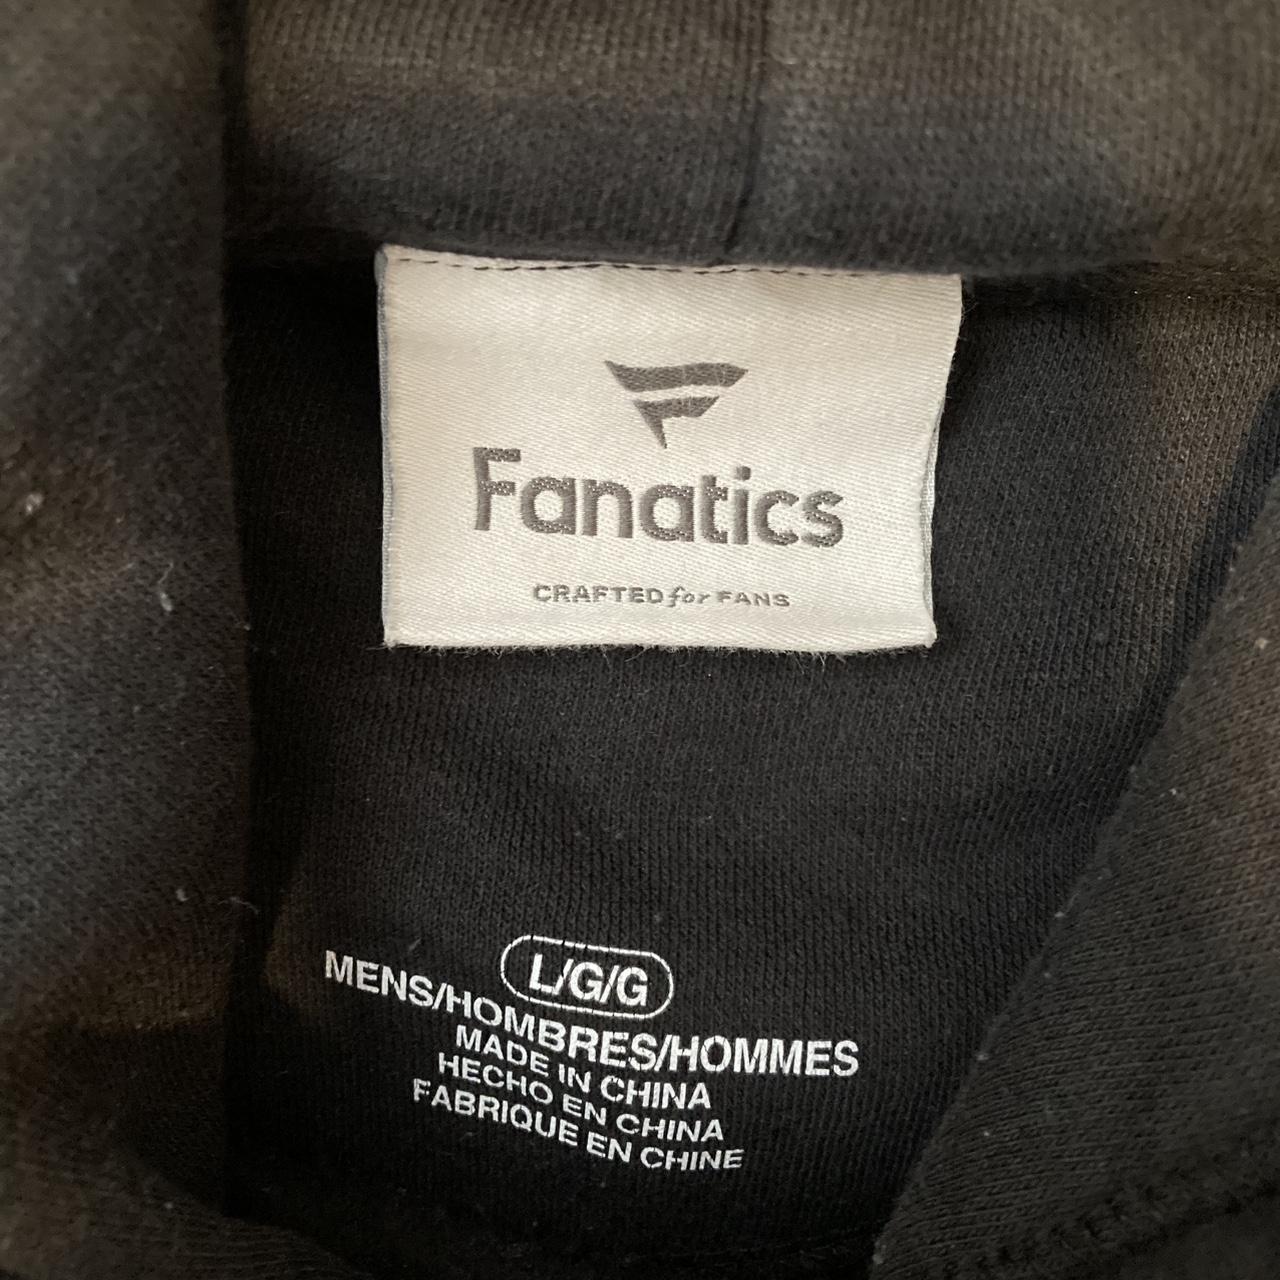 Fanatics
CRAFTED for FANS
L/G/G
MENS/HOMBRES/HOMMES
MADE IN CHINA
HECHO EN CHINA
FABRIQUE EN CHINE